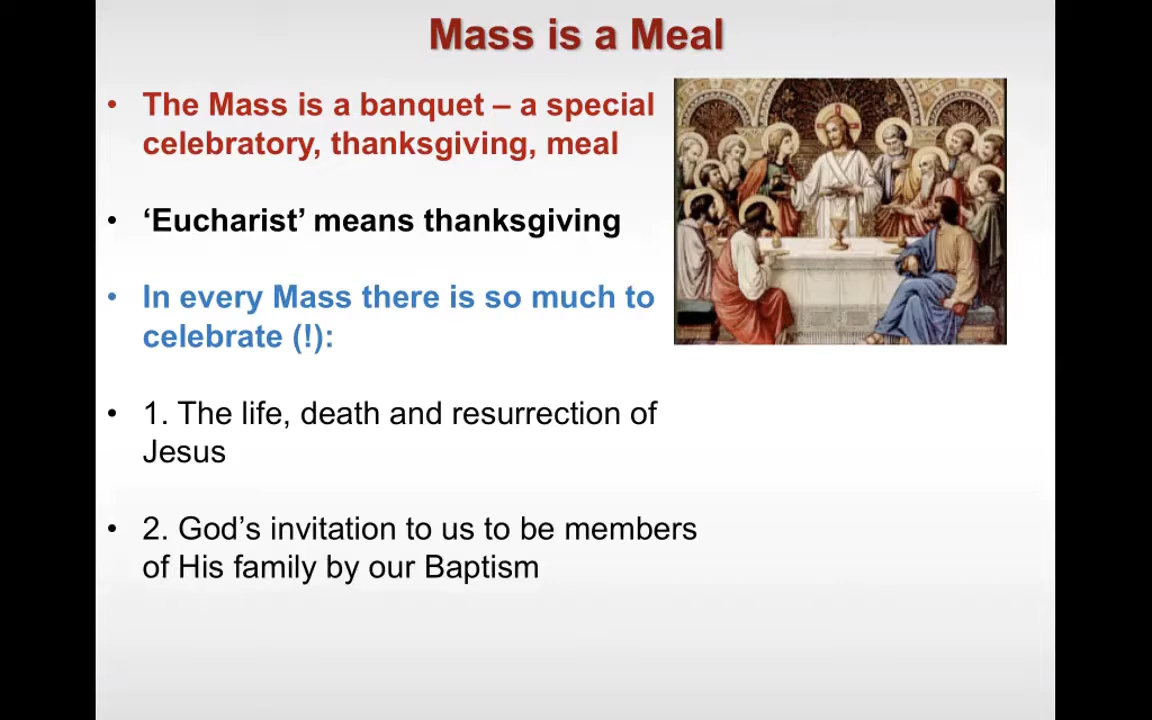 Mass is a Meal
• The Mass is a banquet – a special
celebratory, thanksgiving, meal
• ‘Eucharist’ means thanksgiving
• In every Mass there is so much to
celebrate (!):
• 1. The life, death and resurrection of
Jesus
• 2. God’s invitation to us to be members
of His family by our Baptism